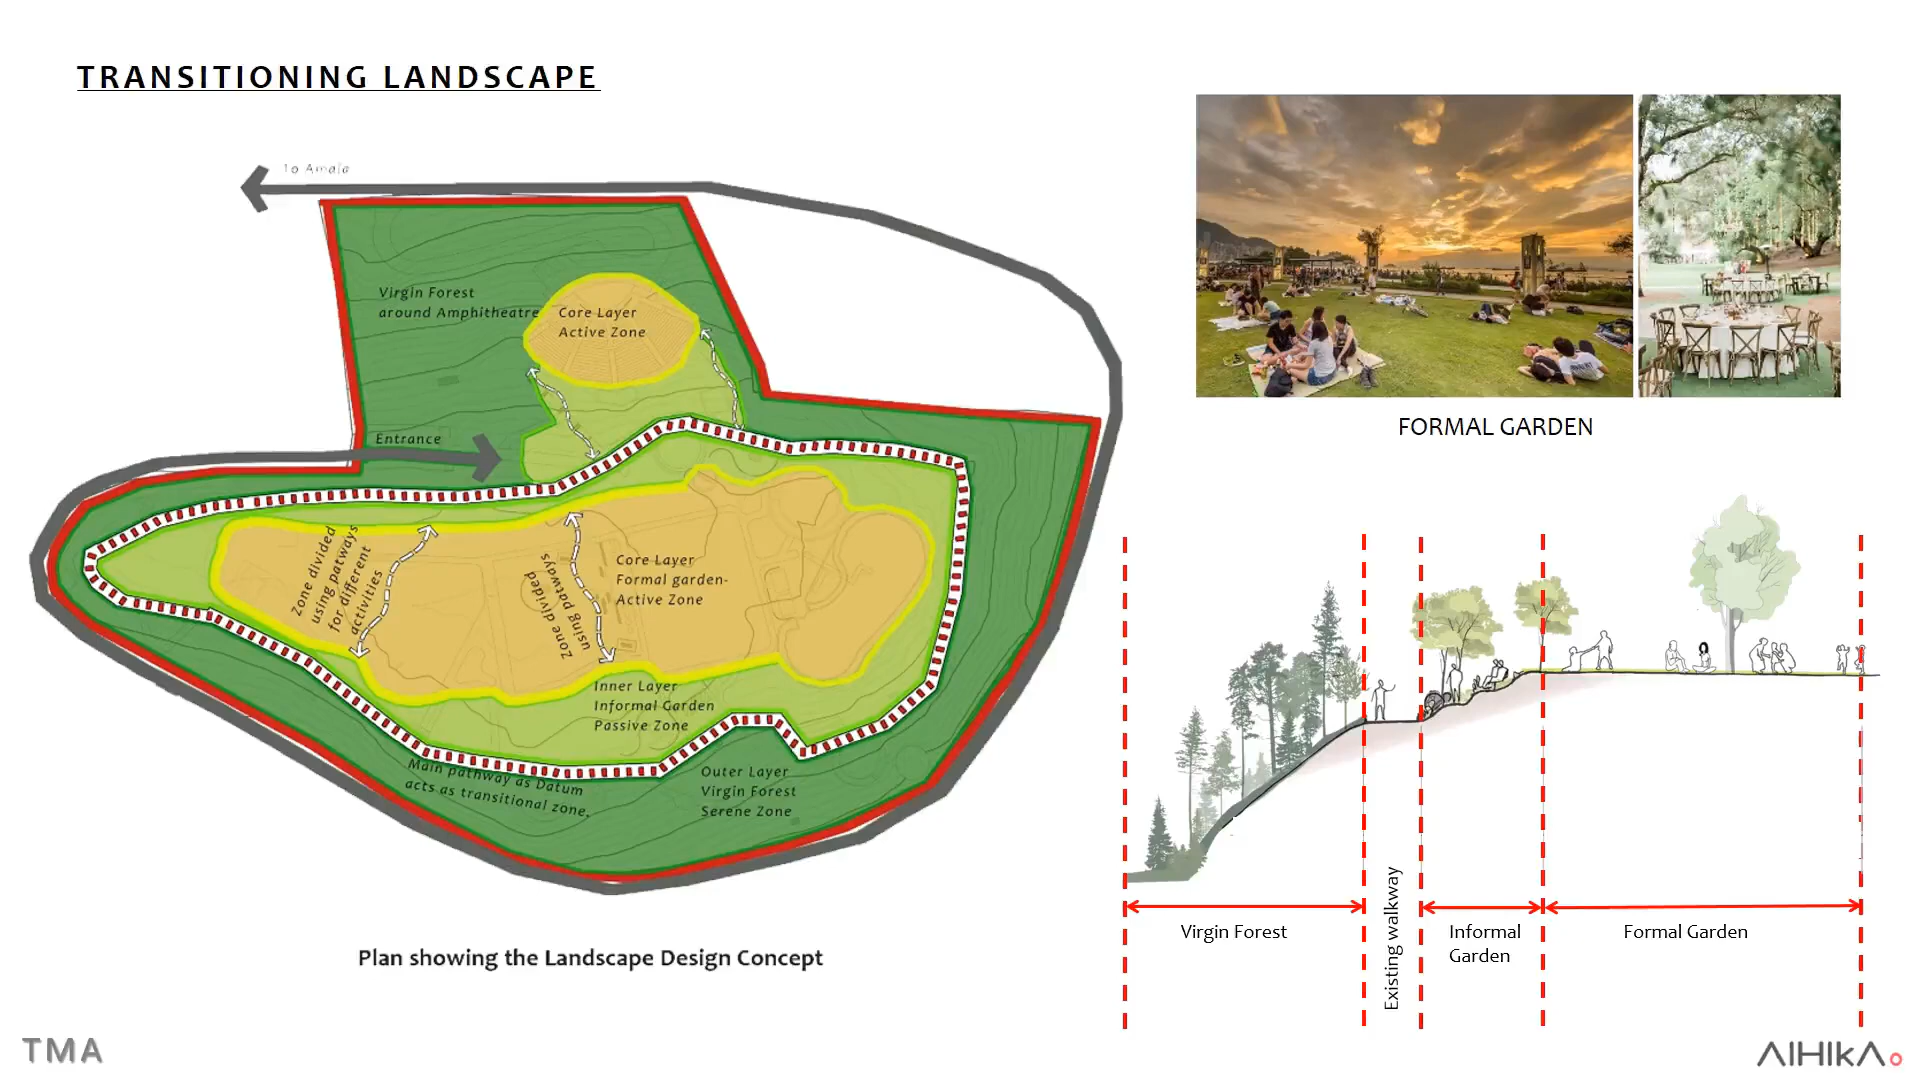 TRANSITIONING LANDSCAPE
To Amala
Virgin Forest
around Amphitheatre
Core Layer
Active Zone
Entrance
Zone divided
using patways
for different
activities
Zone divided
using patways
Core Layer
Formal garden-
Active Zone
Inner Layer
Informal Garden
Passive Zone
Main pathway as Datum
acts as transitional zone.
Outer Layer
Virgin Forest
Serene Zone
Plan showing the Landscape Design Concept
FORMAL GARDEN
Virgin Forest
Existing walkway
Informal
Garden
Formal Garden
TMA
AIHIKA